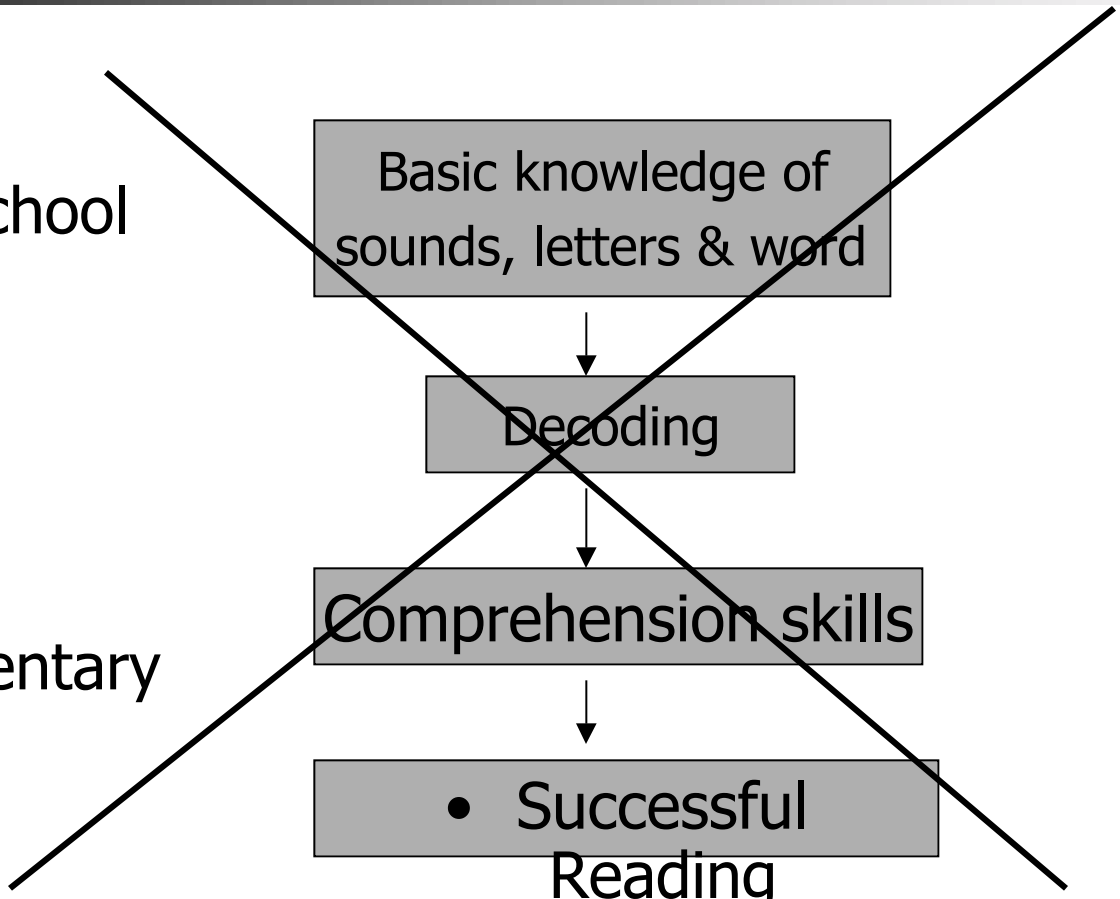 Basic knowledge of
chool
sounds, letters & word
Decoding
Comprehension skills
entary
• Successful
Reading